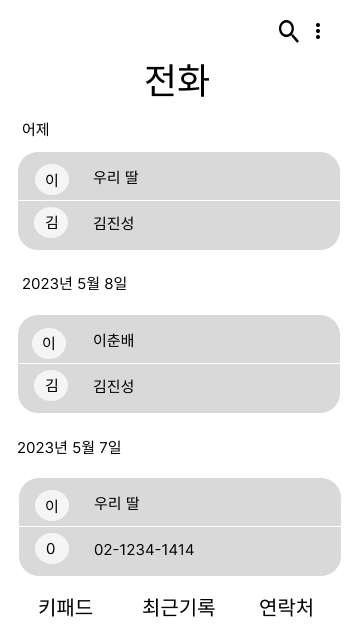 전화
어제
이 우리 딸
김 김진성
2023년 5월 8일
이 이춘배
김 김진성
2023년 5월 7일
이 우리 딸
0 02-1234-1414
키패드 최근기록 연락처